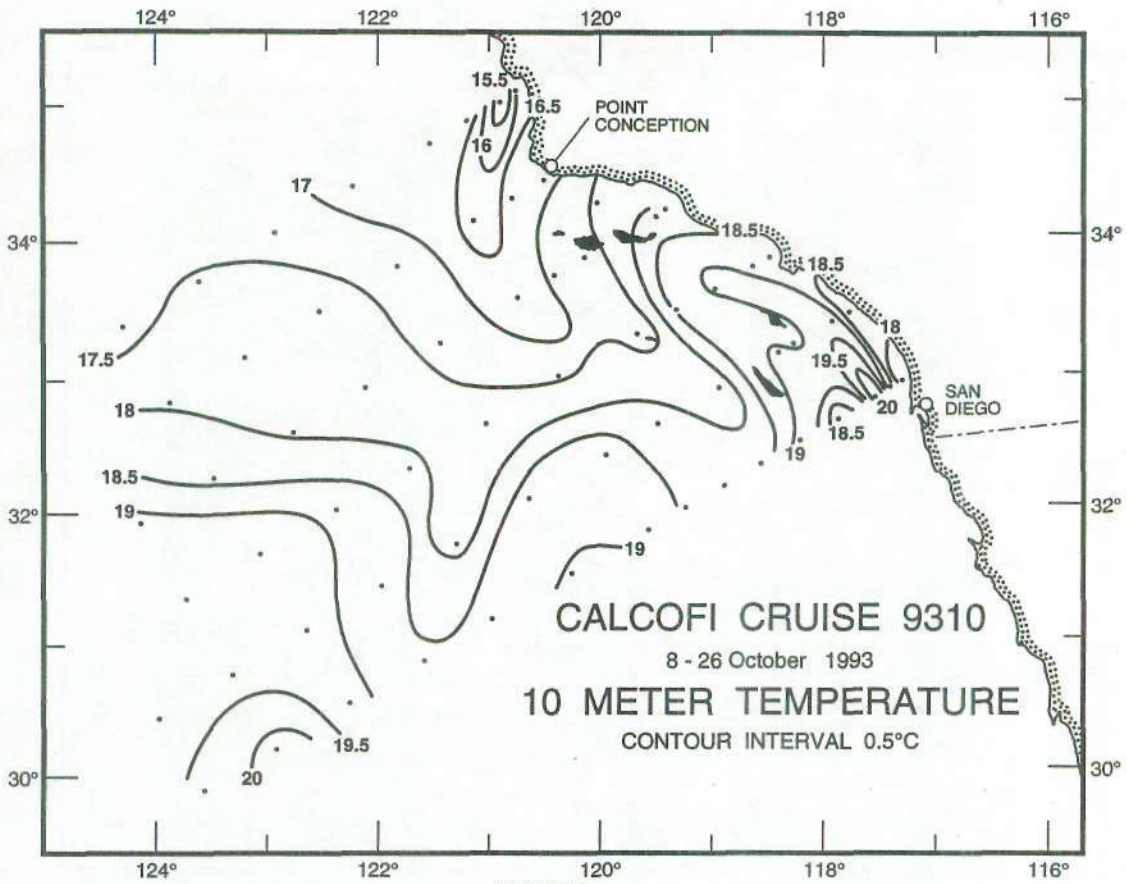 124° 122° 120° 118° 116°
15.5
16.5
POINT
CONCEPTION
16
17
34° 18.5 34°
18.5
17.5
18
19.5
20
SAN
DIEGO
18
18.5
18.5
19
19
32° 32°
19
CALCOFI CRUISE 9310
8 - 26 October 1993
10 METER TEMPERATURE
CONTOUR INTERVAL 0.5°C
19.5
20
30° 30°
124° 122° 120° 118° 116°